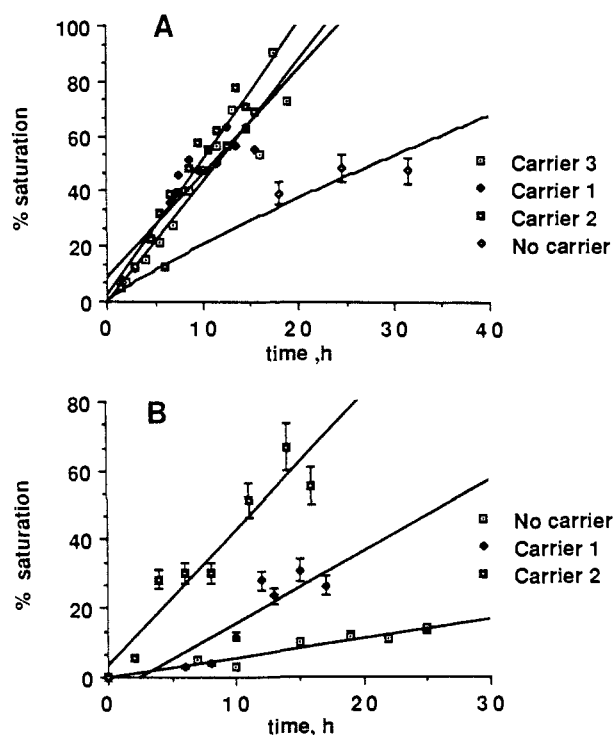 A
100
80
60
40
20
0
% saturation
0 10 20 30 40
time ,h
Carrier 3
Carrier 1
Carrier 2
No carrier
B
80
60
40
20
0
% saturation
0 10 20 30
time, h
No carrier
Carrier 1
Carrier 2